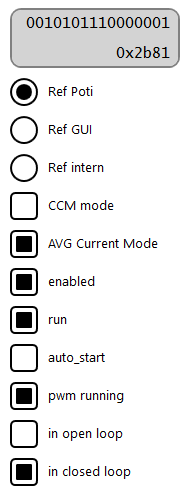 0010101110000001
0x2b81
Ref Poti
Ref GUI
Ref intern
CCM mode
AVG Current Mode
enabled
run
auto_start
pwm running
in open loop
in closed loop